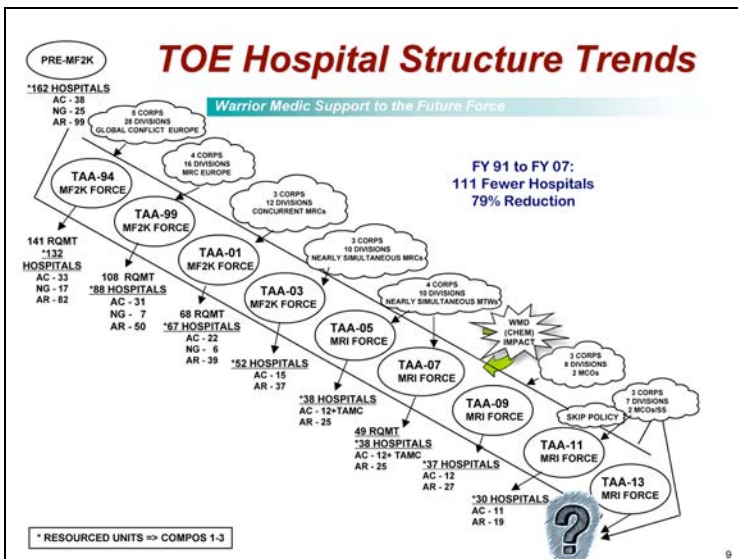 TOE Hospital Structure Trends
Warrior Medic Support to the Future Force
PRE-MF2K
*162 HOSPITALS
AC - 38
NG - 25
AR - 99
5 CORPS
28 DIVISIONS
GLOBAL CONFLICT EUROPE
4 CORPS
16 DIVISIONS
MRC EUROPE
FY 91 to FY 07:
111 Fewer Hospitals
79% Reduction
TAA-94
MF2K FORCE
3 CORPS
12 DIVISIONS
CONCURRENT MRCs
141 RQMT
*132
HOSPITALS
AC - 33
NG - 17
AR - 82
TAA-99
MF2K FORCE
3 CORPS
10 DIVISIONS
NEARLY SIMULTANEOUS MRCs
108 RQMT
*88 HOSPITALS
AC - 31
NG - 7
AR - 50
TAA-01
MF2K FORCE
4 CORPS
10 DIVISIONS
NEARLY SIMULTANEOUS MTWs
68 RQMT
*67 HOSPITALS
AC - 22
NG - 6
AR - 39
TAA-03
MF2K FORCE
WMD
(CHEM)
IMPACT
*52 HOSPITALS
AC - 15
AR - 37
TAA-05
MRI FORCE
3 CORPS
8 DIVISIONS
2 MCOs
*38 HOSPITALS
AC - 12+TAMC
AR - 25
TAA-07
MRI FORCE
3 CORPS
7 DIVISIONS
2 MCOs/SS
49 RQMT
*38 HOSPITALS
AC - 12+ TAMC
AR - 25
TAA-09
MRI FORCE
SKIP POLICY
*37 HOSPITALS
AC - 12
AR - 27
TAA-11
MRI FORCE
*30 HOSPITALS
AC - 11
AR - 19
TAA-13
MRI FORCE
?
* RESOURCED UNITS => COMPOS 1-3
9